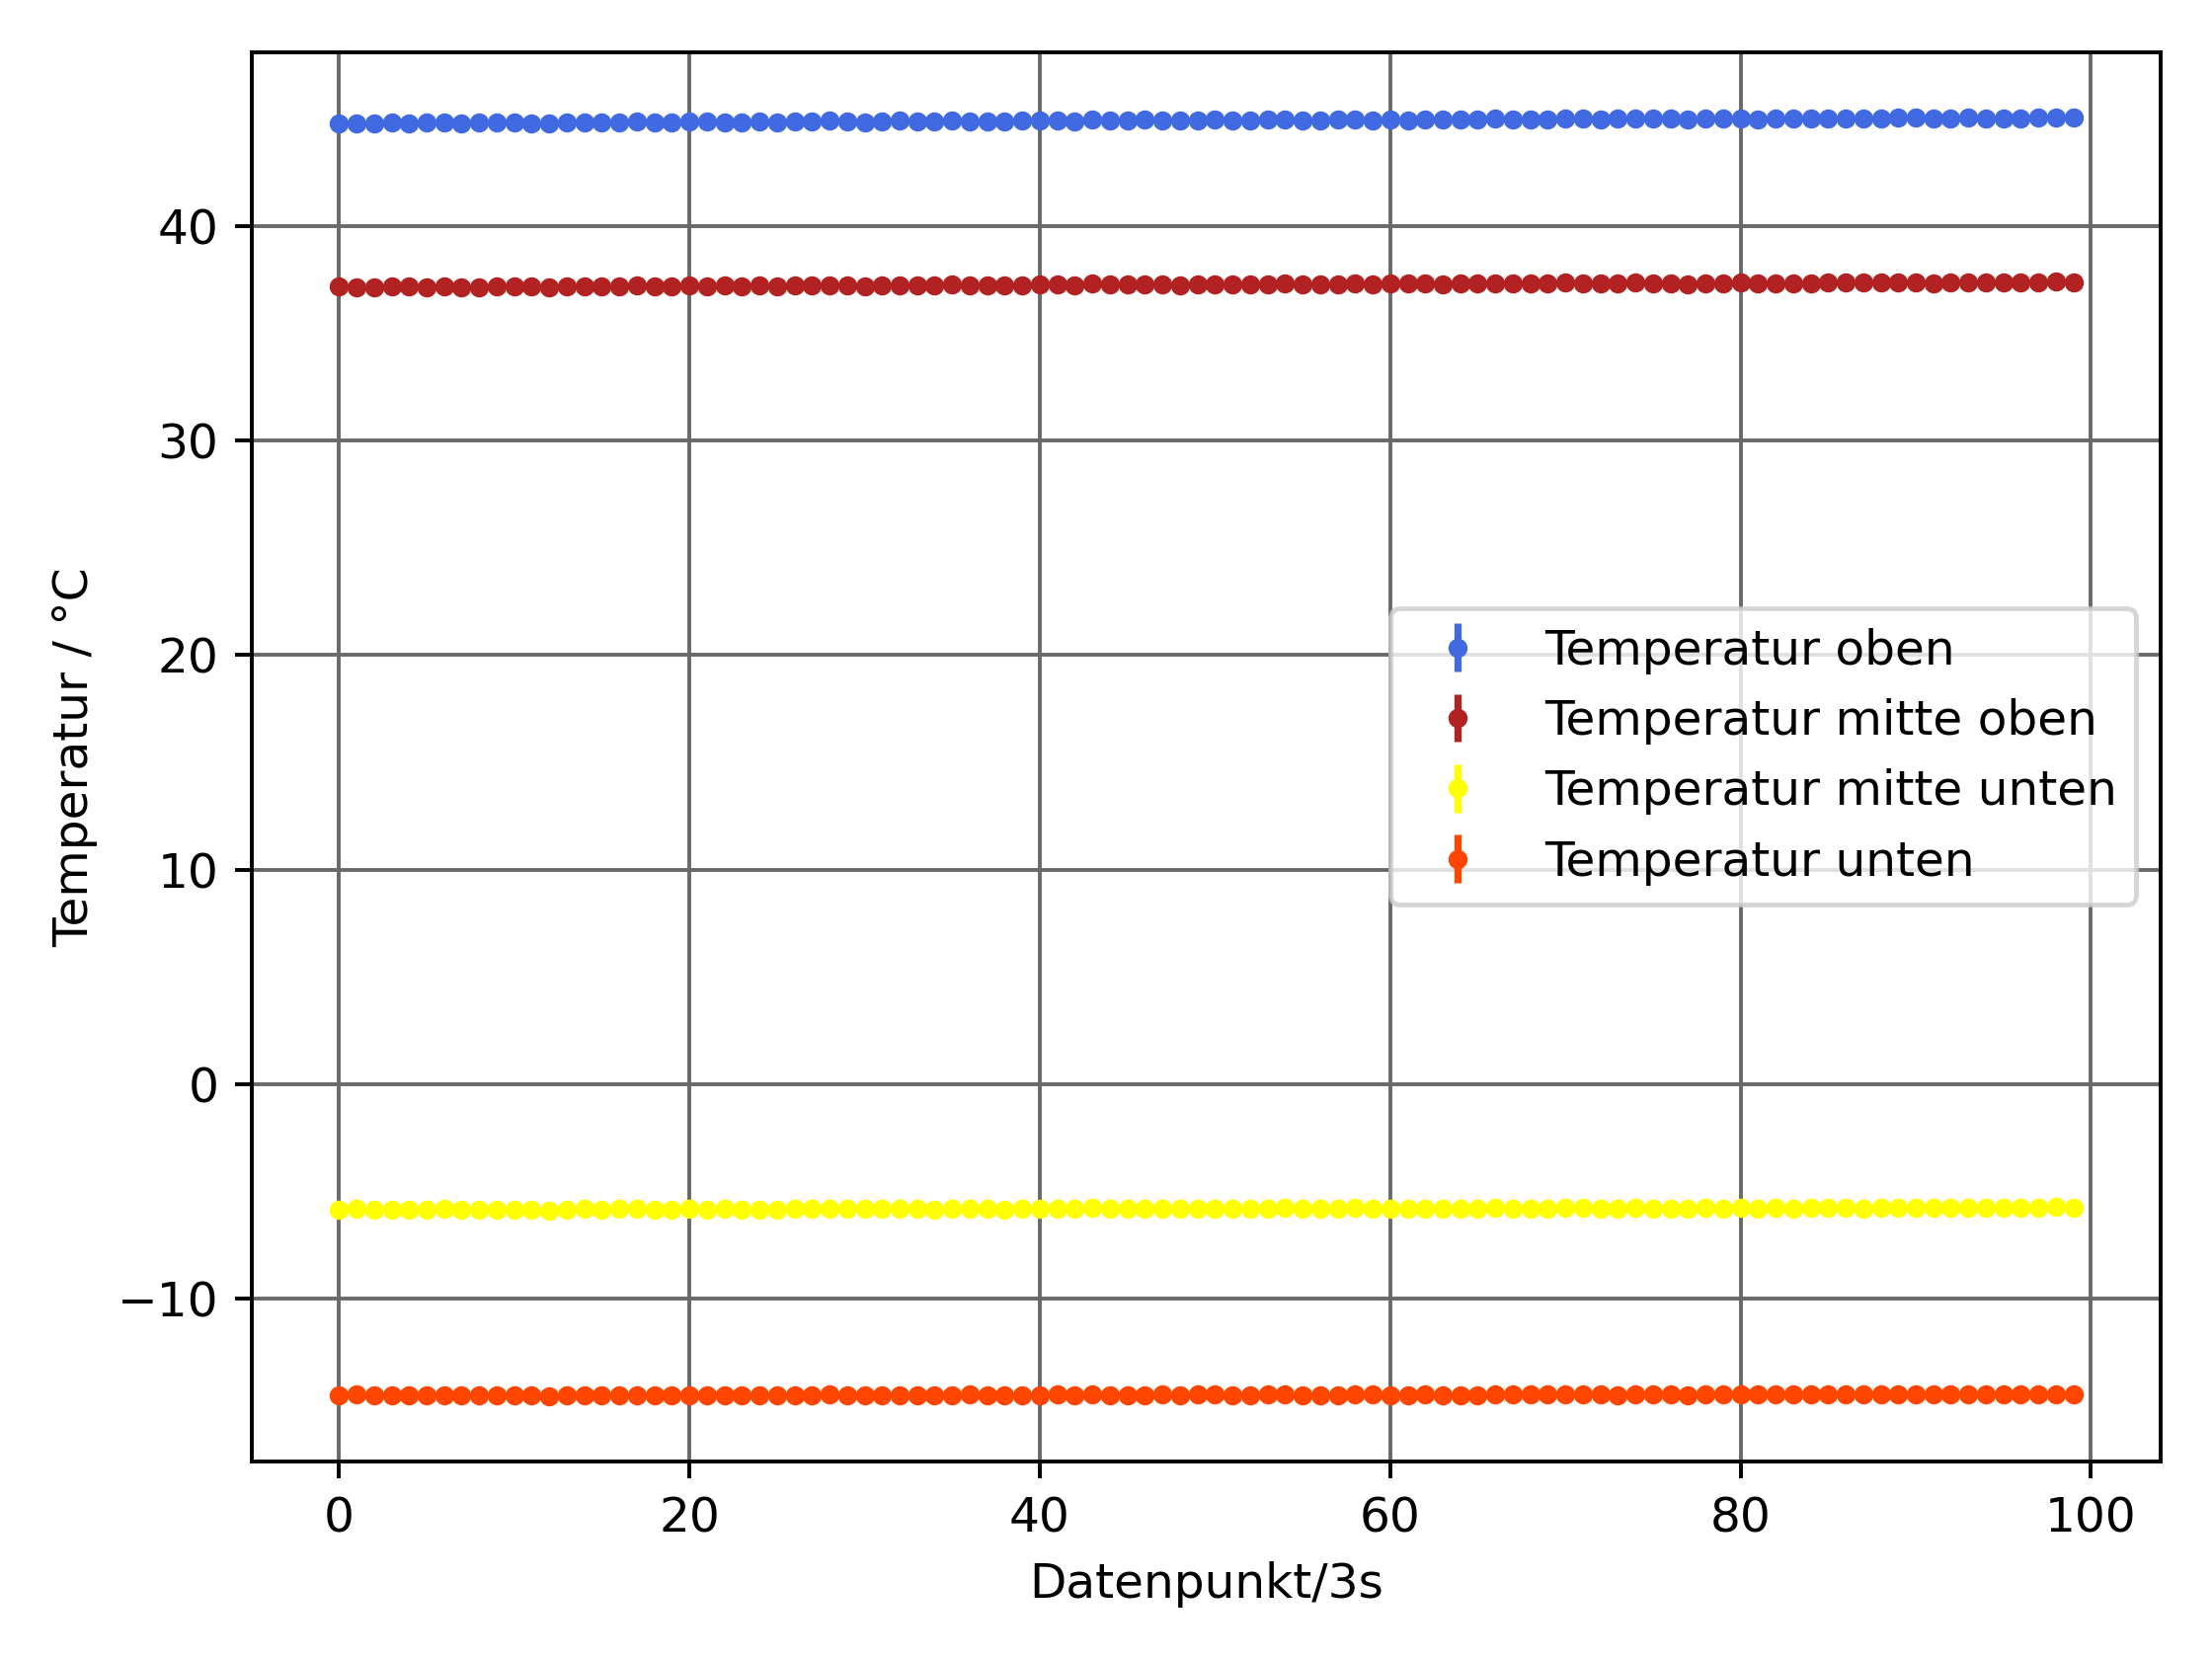 40
30
20
10
0
−10
Temperatur / °C
Temperatur oben
Temperatur mitte oben
Temperatur mitte unten
Temperatur unten
0 20 40 60 80 100
Datenpunkt/3s